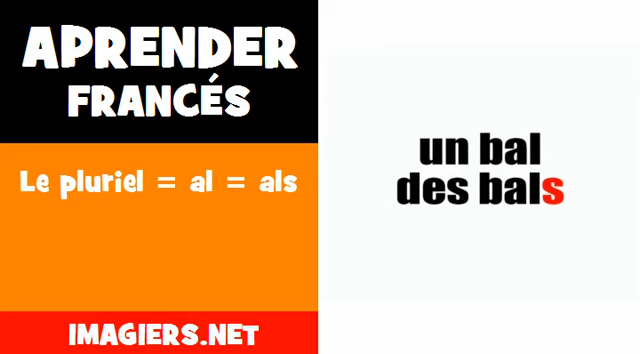 APRENDER
FRANCÉS
Le pluriel = al = als
IMAGIERS.NET
un bal
des bals